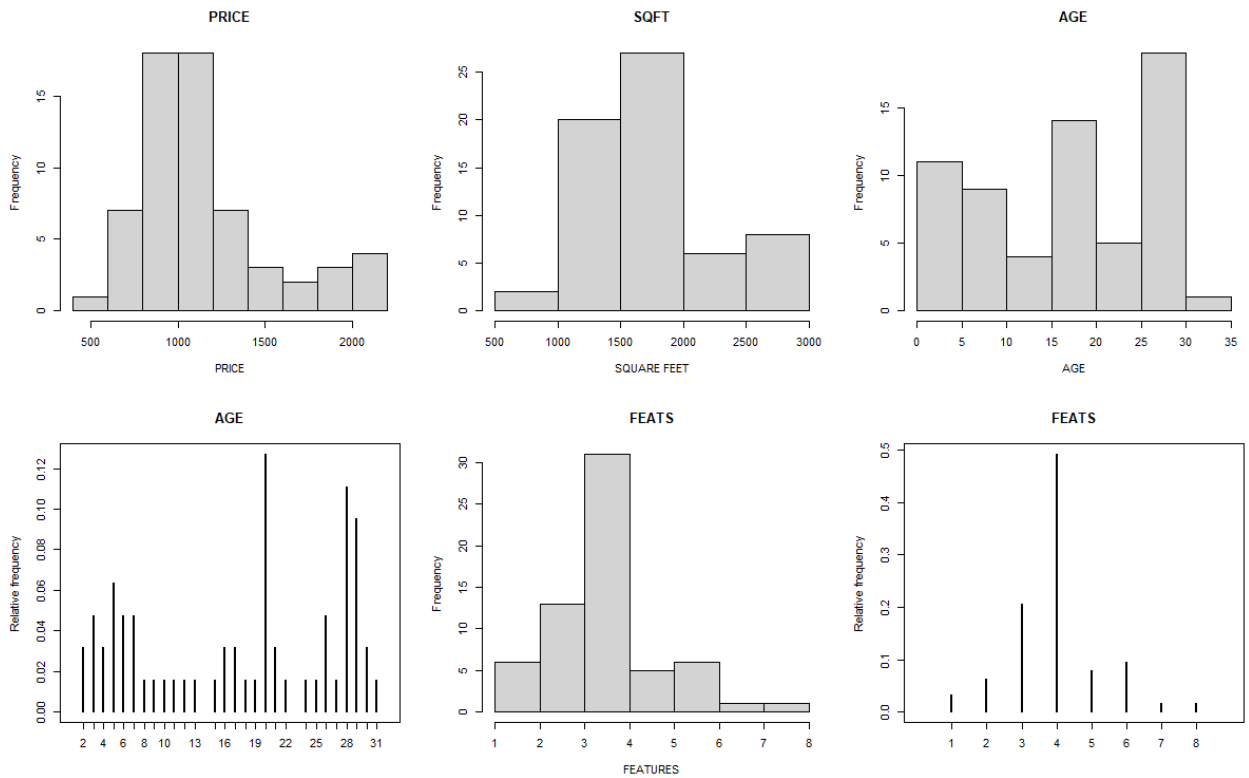 PRICE
Frequency
0 5 10 15
500 1000 1500 2000
PRICE
SQFT
Frequency
0 5 10 15 20 25
500 1000 1500 2000 2500 3000
SQUARE FEET
AGE
Frequency
0 5 10 15
0 5 10 15 20 25 30 35
AGE
AGE
Relative frequency
0.00 0.02 0.04 0.06 0.08 0.10 0.12
2 4 6 8 10 13 16 19 22 25 28 31
FEATS
Frequency
0 5 10 15 20 25 30
1 2 3 4 5 6 7 8
FEATURES
FEATS
Relative frequency
0.0 0.1 0.2 0.3 0.4 0.5
1 2 3 4 5 6 7 8